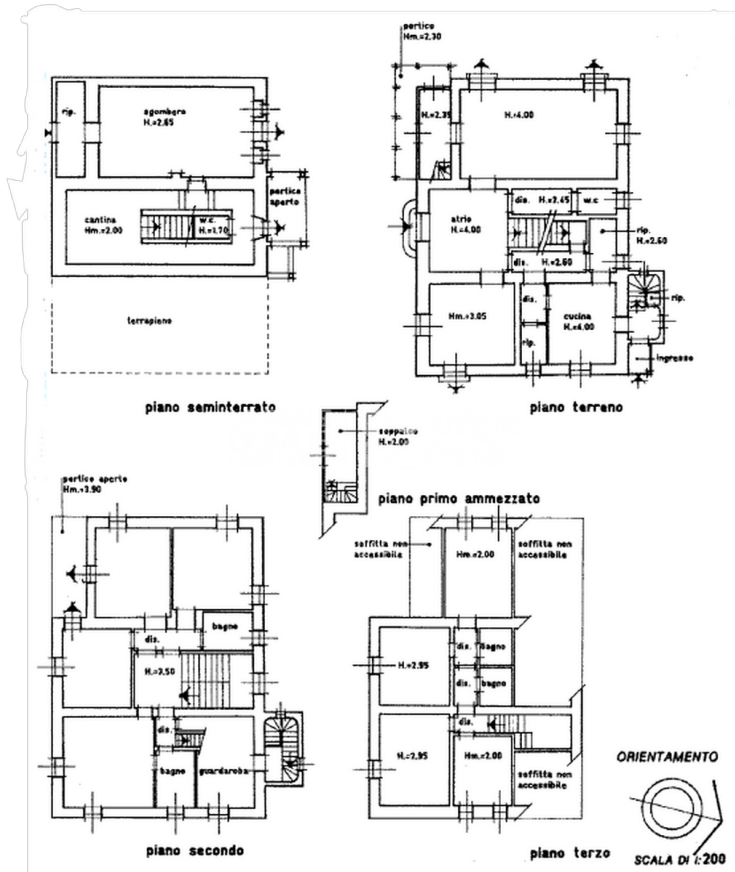 portico
Hm.=2.30
rip.
sgombero
H.=2.65
portico
aperto
cantina
Hm.=2.00
w.c.
H.=1.70
terrapieno
piano seminterrato
H.=2.35
H.=4.00
dis.
H.=2.45
w.c
atrio
H.=4.00
rip.
H.=2.60
dis.
H.=2.60
dis.
Hm.=3.05
cucina
H.=4.00
rip.
rip.
ingresso
piano terreno
soppalco
H.=2.00
piano primo ammezzato
portico aperto
Hm.=3.90
bagno
dis.
H.=3.50
dis.
bagno
guardaroba
piano secondo
soffitta non
accessibile
Hm.=2.00
soffitta non
accessibile
H.=2.95
dis.
bagno
dis.
bagno
dis.
H.=2.95
Hm.=2.00
soffitta non
accessibile
piano terzo
ORIENTAMENTO
SCALA DI 1:200